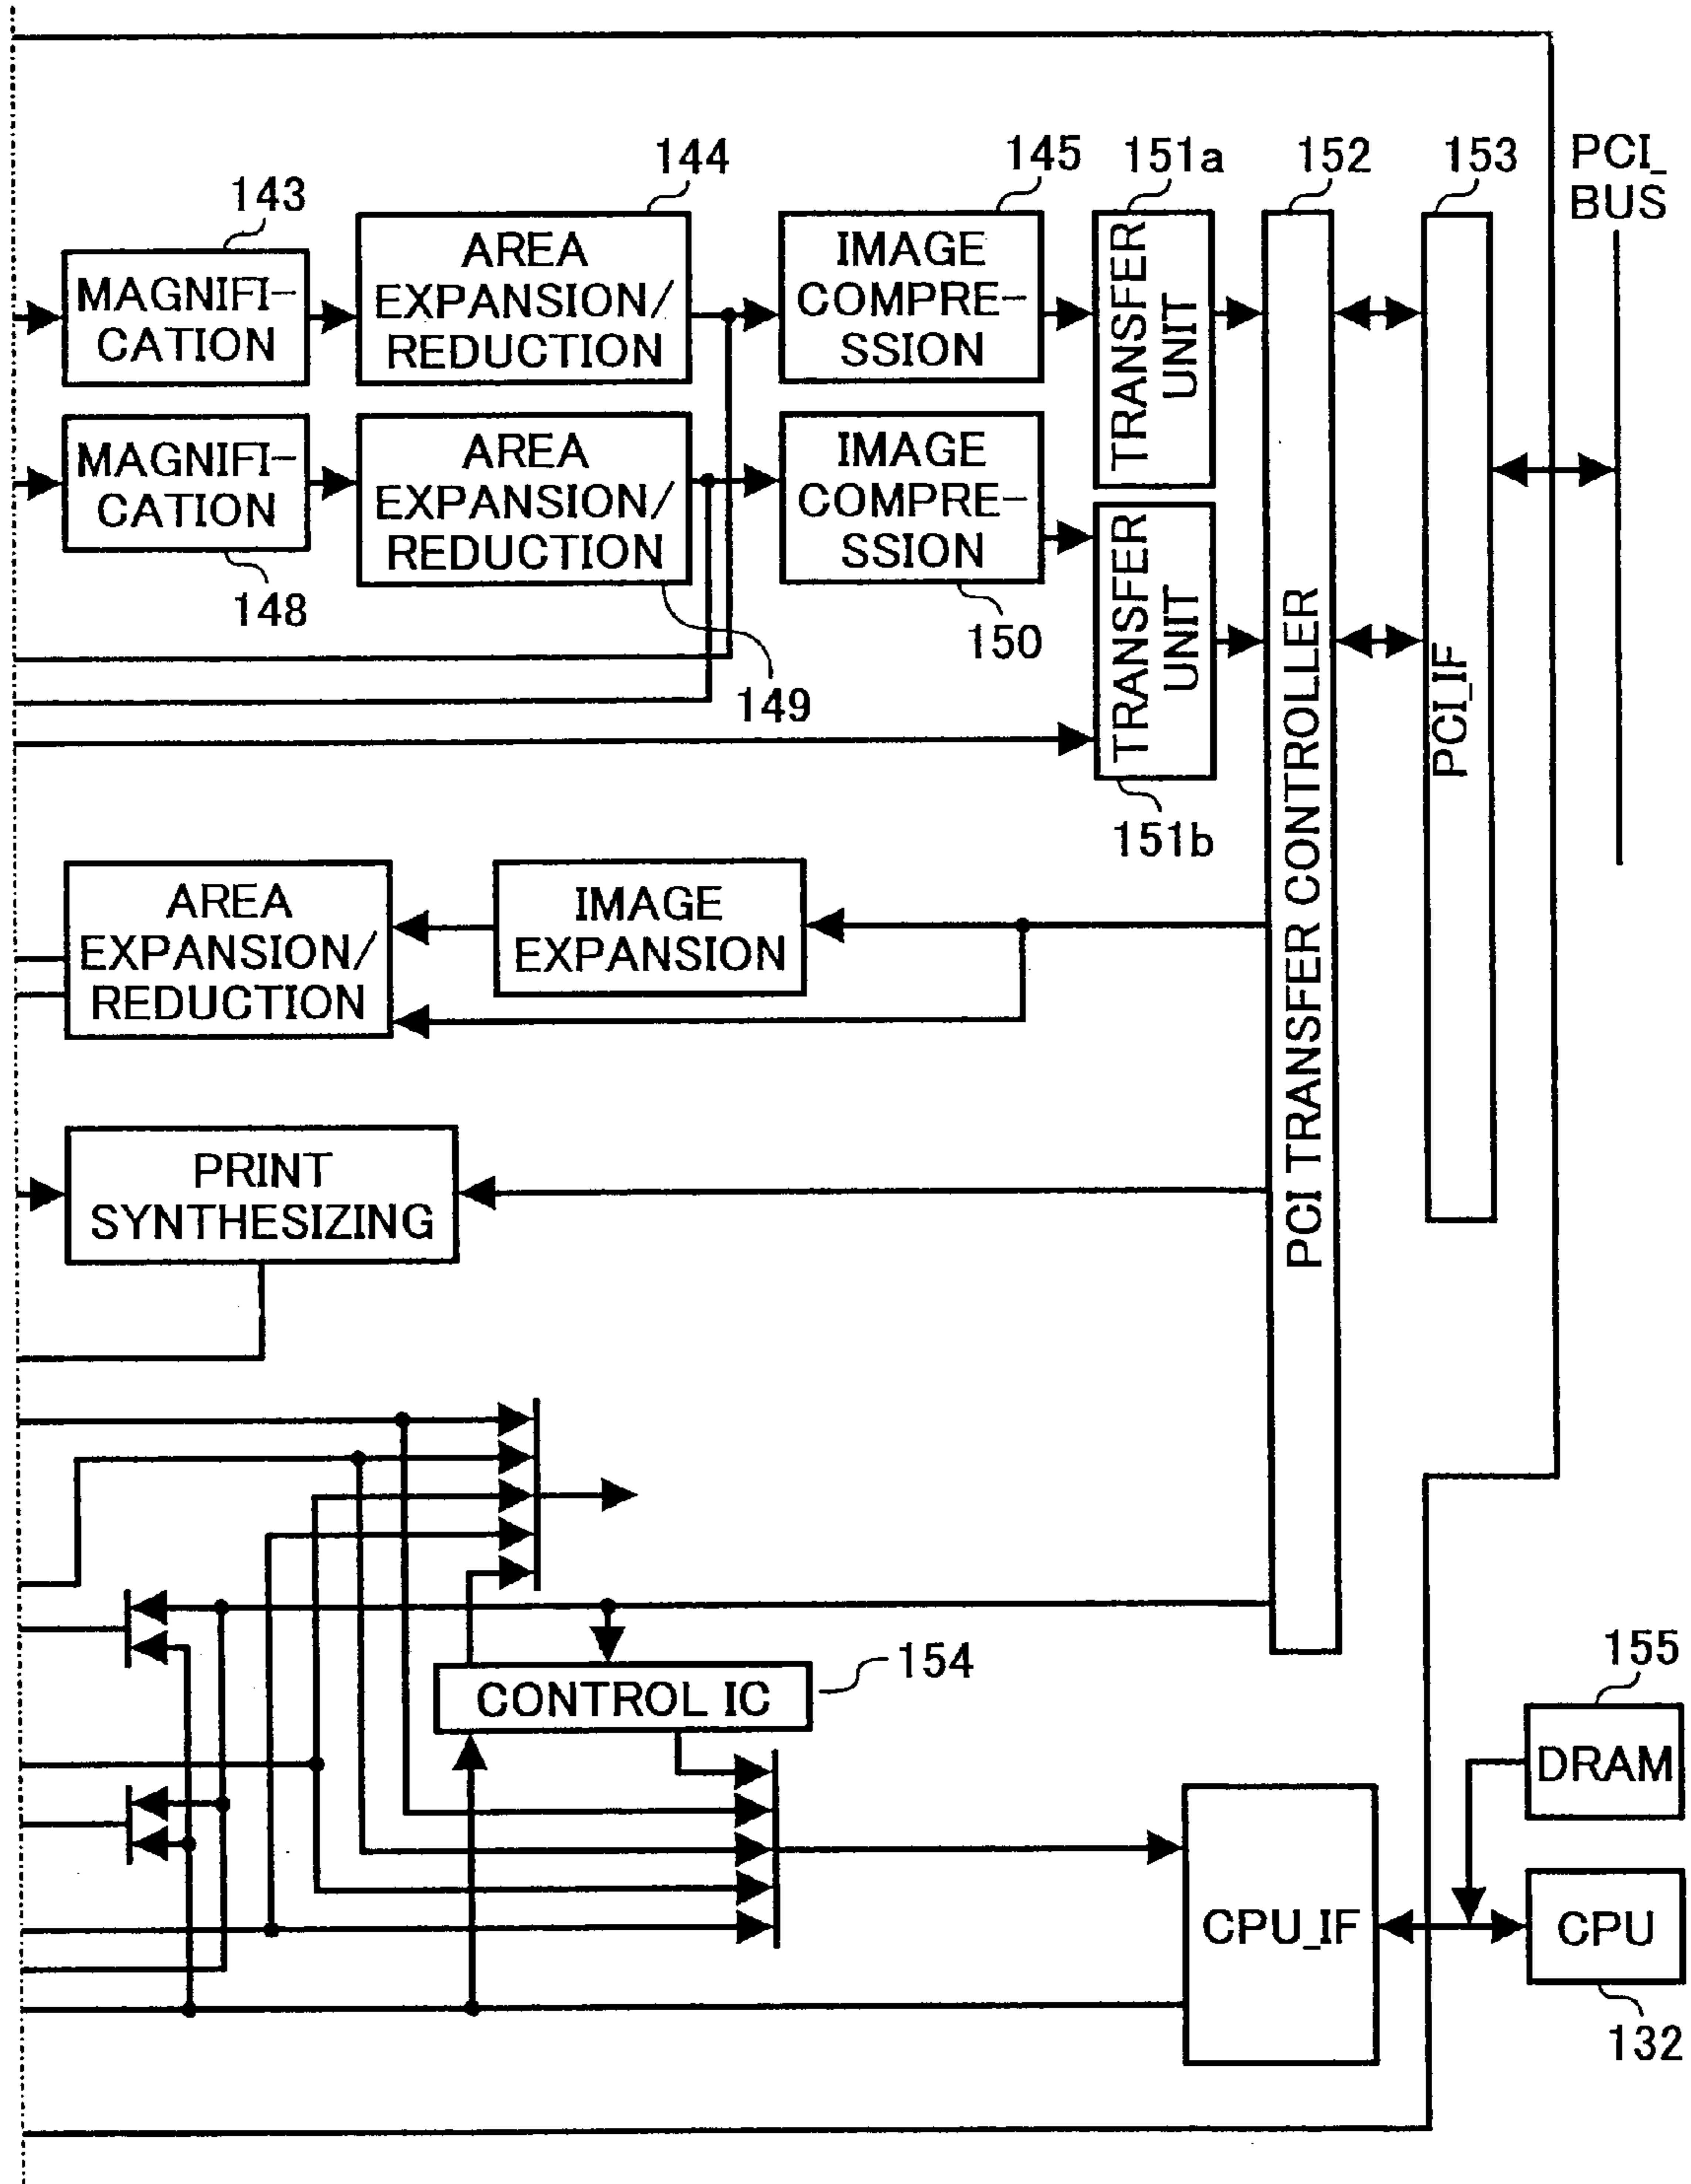 144
145
151a
152
153
PCI_
BUS
143
MAGNIFI-
CATION
AREA
EXPANSION/
REDUCTION
IMAGE
COMPRE-
SSION
TRANSFER
UNIT
MAGNIFI-
CATION
AREA
EXPANSION/
REDUCTION
IMAGE
COMPRE-
SSION
TRANSFER
UNIT
148
149
150
151b
PCI TRANSFER CONTROLLER
PCI_IF
AREA
EXPANSION/
REDUCTION
IMAGE
EXPANSION
PRINT
SYNTHESIZING
CONTROL IC
154
155
DRAM
CPU_IF
CPU
132